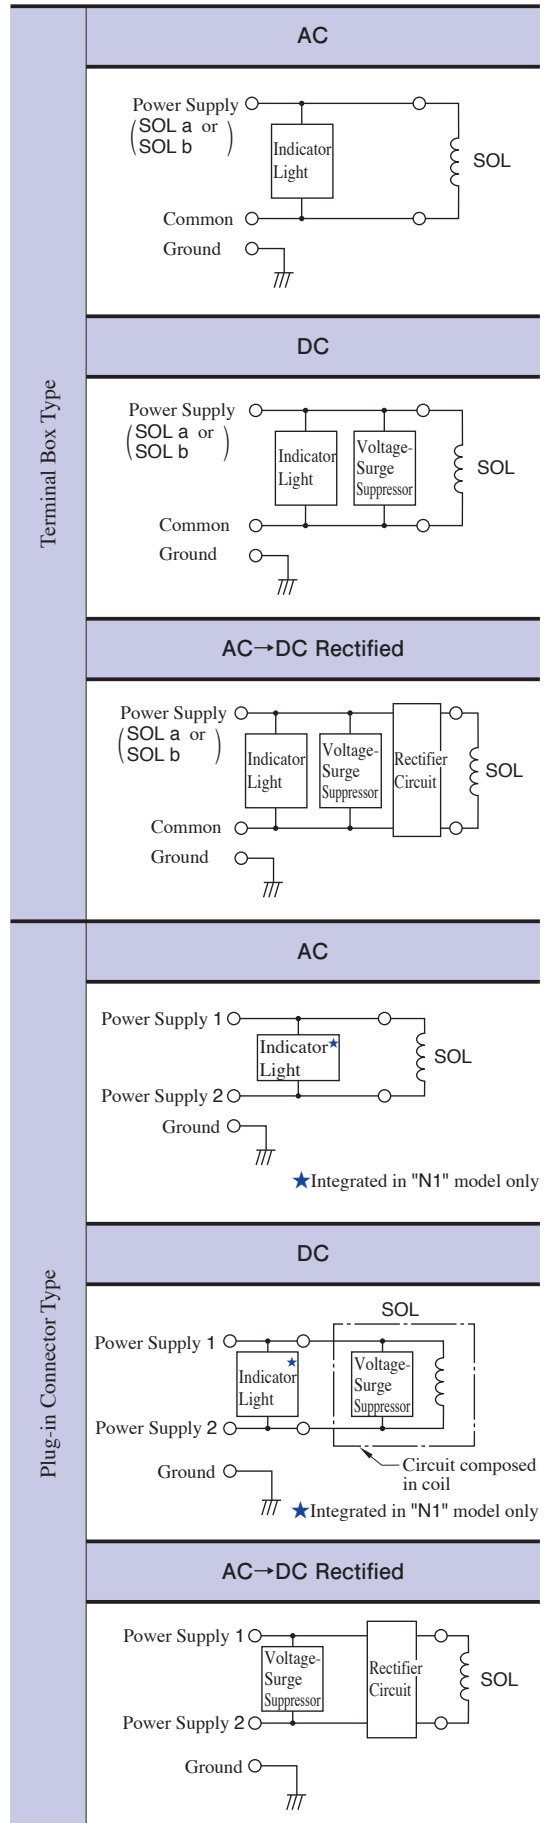 Terminal Box Type
AC
Power Supply
(SOL a or
SOL b)
Indicator
Light
SOL
Common
Ground
DC
Power Supply
(SOL a or
SOL b)
Indicator
Light
Voltage-
Surge
Suppressor
SOL
Common
Ground
AC→DC Rectified
Power Supply
(SOL a or
SOL b)
Indicator
Light
Voltage-
Surge
Suppressor
Rectifier
Circuit
SOL
Common
Ground
Plug-in Connector Type
AC
Power Supply 1
Indicator★
Light
SOL
Power Supply 2
Ground
★Integrated in "N1" model only
DC
SOL
Power Supply 1
★
Indicator
Light
Voltage-
Surge
Suppressor
Power Supply 2
Circuit composed
in coil
Ground
★Integrated in "N1" model only
AC→DC Rectified
Power Supply 1
Voltage-
Surge
Suppressor
Rectifier
Circuit
SOL
Power Supply 2
Ground